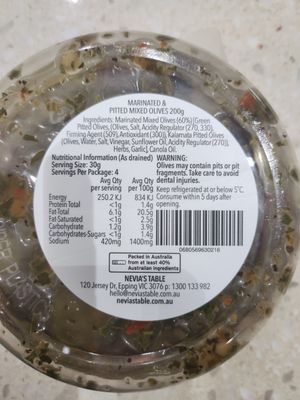 MARINATED &
PITTED MIXED OLIVES 200g
Ingredients: Marinated Mixed Olives (60%) (Green
Pitted Olives, (Olives, Salt, Acidity Regulator (270, 330),
Firming Agent (509), Antioxidant (300)), Kalamata Pitted Olives
(Olives, Water, Salt, Vinegar, Sunflower Oil, Acidity Regulator (270)),
Herbs, Garlic), Canola Oil.
Nutritional Information (As drained)
Serving Size: 30g
Servings Per Package: 4
Avg Qty per serving Avg Qty per 100g
Energy 250.2 KJ 834 KJ
Protein Total <1g 1.4g
Fat Total 6.1g 20.5g
Fat Saturated <1g 2.5g
Carbohydrate 1.2g 3.9g
Carbohydrates-Sugars <1g 1.4g
Sodium 420mg 1400mg
WARNING:
Olives may contain pits or pit
fragments. Take care to avoid
dental injuries.
Keep refrigerated at or below 5°C.
Consume within 5 days after
opening.
0680569630216
Packed in Australia
from at least 40%
Australian ingredients
NEVIA'S TABLE
120 Jersey Dr, Epping VIC 3076 p: 1300 133 982
hello@neviastable.com.au
neviastable.com.au